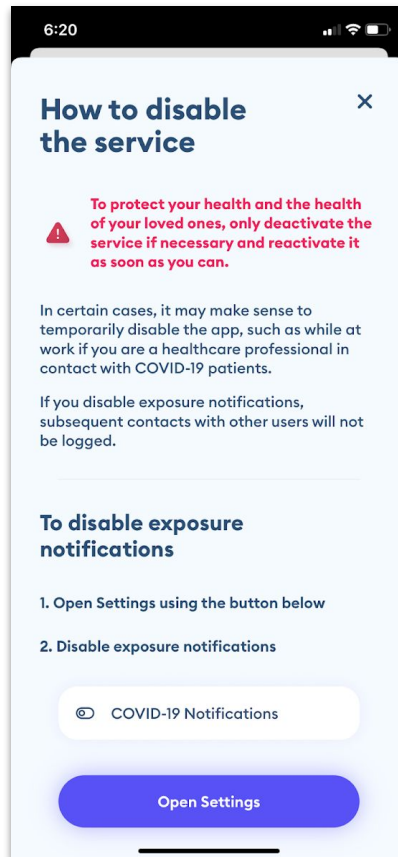 6:20
How to disable
the service
To protect your health and the health
of your loved ones, only deactivate the
service if necessary and reactivate it
as soon as you can.
In certain cases, it may make sense to
temporarily disable the app, such as while at
work if you are a healthcare professional in
contact with COVID-19 patients.
If you disable exposure notifications,
subsequent contacts with other users will not
be logged.
To disable exposure
notifications
1. Open Settings using the button below
2. Disable exposure notifications
COVID-19 Notifications
Open Settings